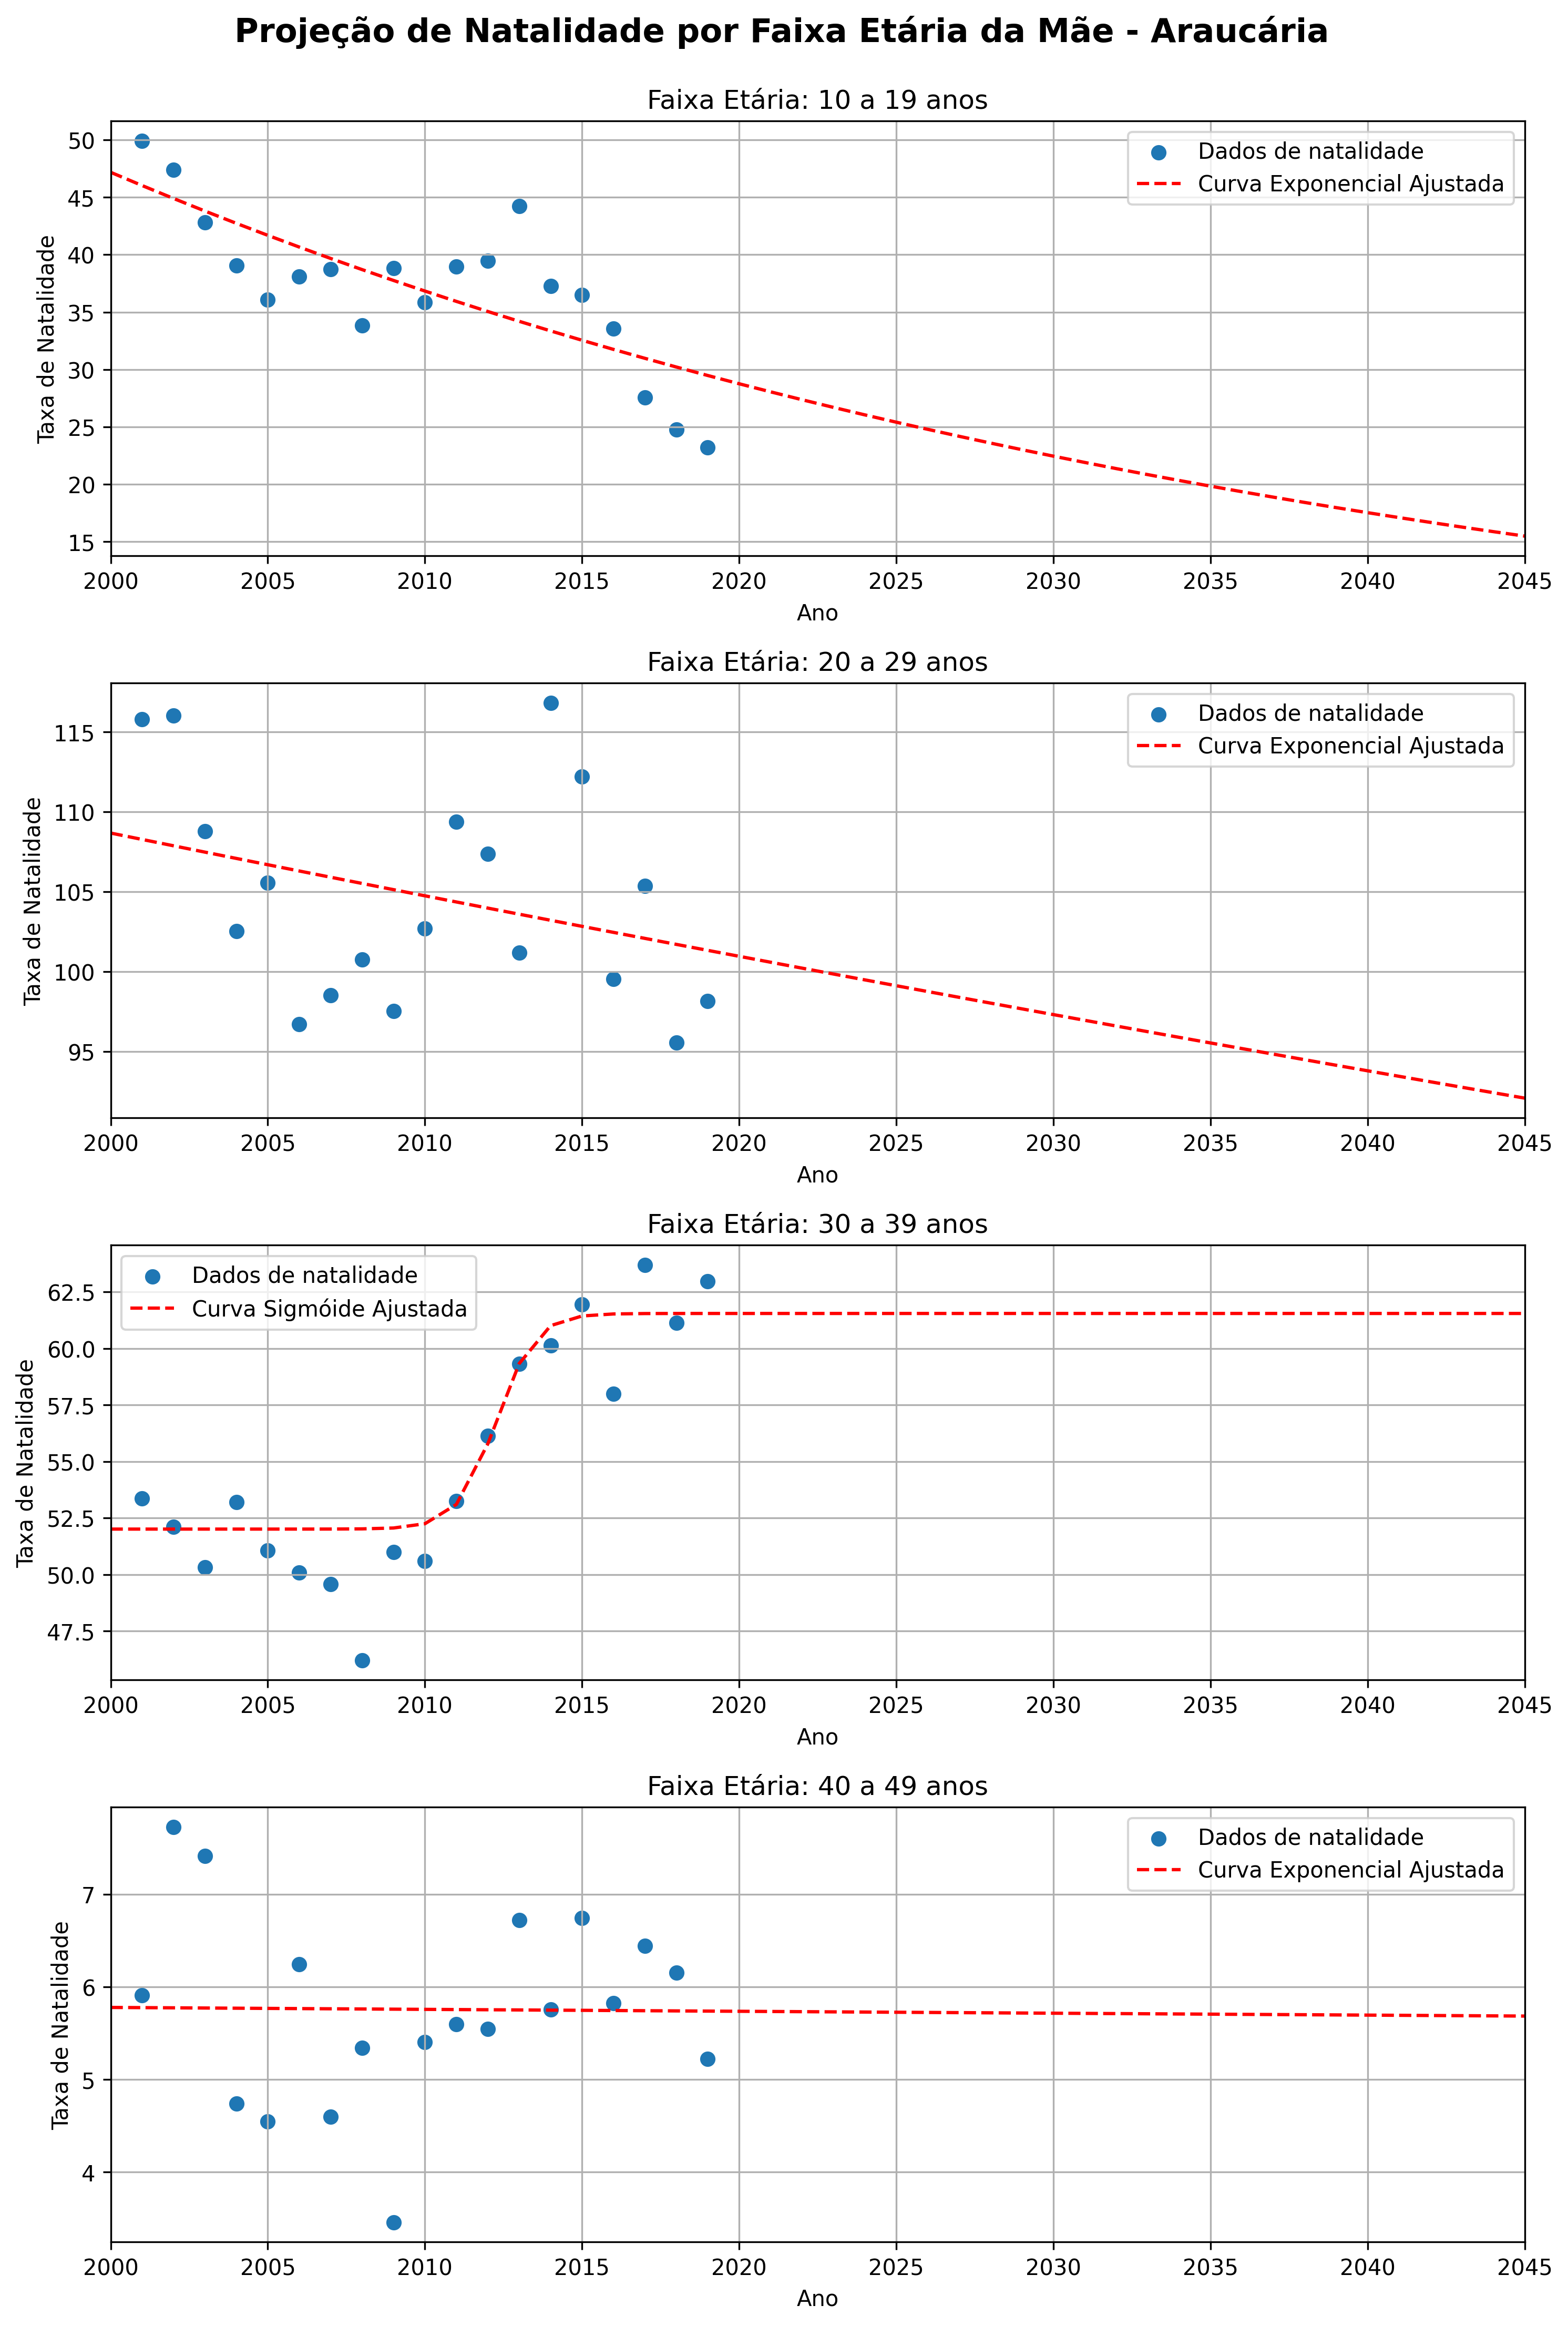 Projeção de Natalidade por Faixa Etária da Mãe - Araucária
Faixa Etária: 10 a 19 anos
Dados de natalidade
Curva Exponencial Ajustada
Taxa de Natalidade
50
45
40
35
30
25
20
15
2000 2005 2010 2015 2020 2025 2030 2035 2040 2045
Ano
Faixa Etária: 20 a 29 anos
Dados de natalidade
Curva Exponencial Ajustada
Taxa de Natalidade
115
110
105
100
95
2000 2005 2010 2015 2020 2025 2030 2035 2040 2045
Ano
Faixa Etária: 30 a 39 anos
Dados de natalidade
Curva Sigmóide Ajustada
Taxa de Natalidade
62.5
60.0
57.5
55.0
52.5
50.0
47.5
2000 2005 2010 2015 2020 2025 2030 2035 2040 2045
Ano
Faixa Etária: 40 a 49 anos
Dados de natalidade
Curva Exponencial Ajustada
Taxa de Natalidade
7
6
5
4
2000 2005 2010 2015 2020 2025 2030 2035 2040 2045
Ano